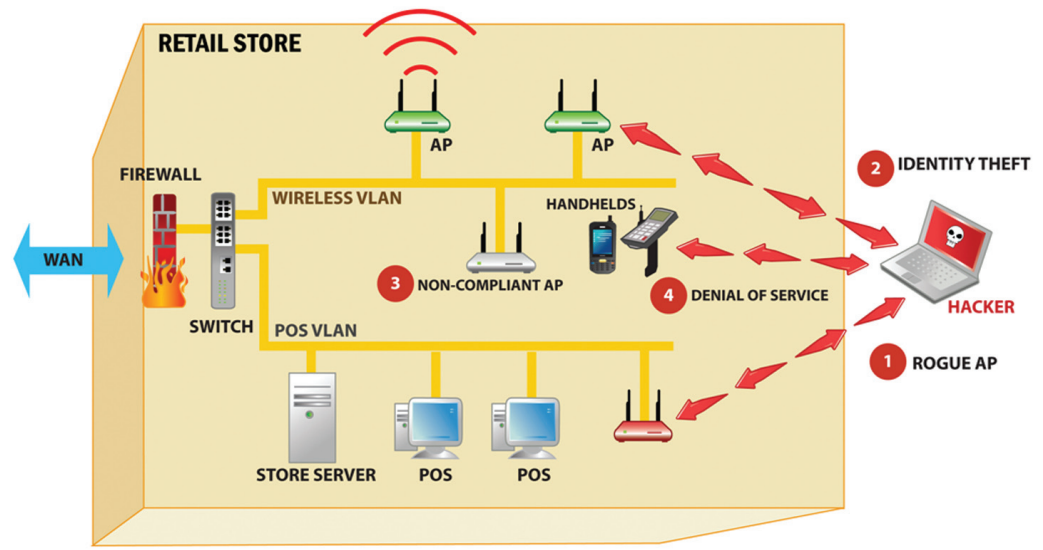 RETAIL STORE
AP
AP
2 IDENTITY THEFT
FIREWALL
WIRELESS VLAN
HANDHELDS
WAN
3 NON-COMPLIANT AP
4 DENIAL OF SERVICE
HACKER
SWITCH
POS VLAN
1 ROGUE AP
STORE SERVER
POS
POS